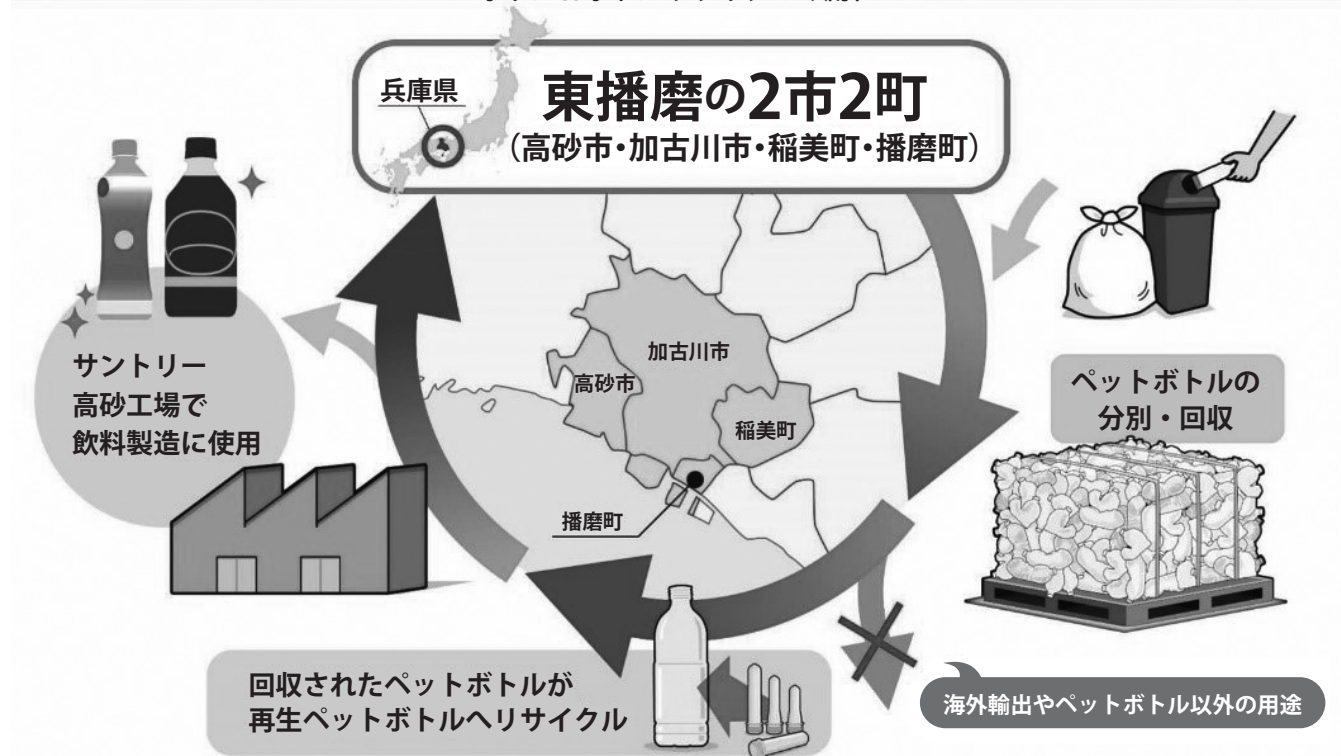 兵庫県
東播磨の2市2町
（高砂市・加古川市・稲美町・播磨町）
サントリー
高砂工場で
飲料製造に使用
加古川市
高砂市
稲美町
播磨町
ペットボトルの
分別・回収
回収されたペットボトルが
再生ペットボトルへリサイクル
海外輸出やペットボトル以外の用途